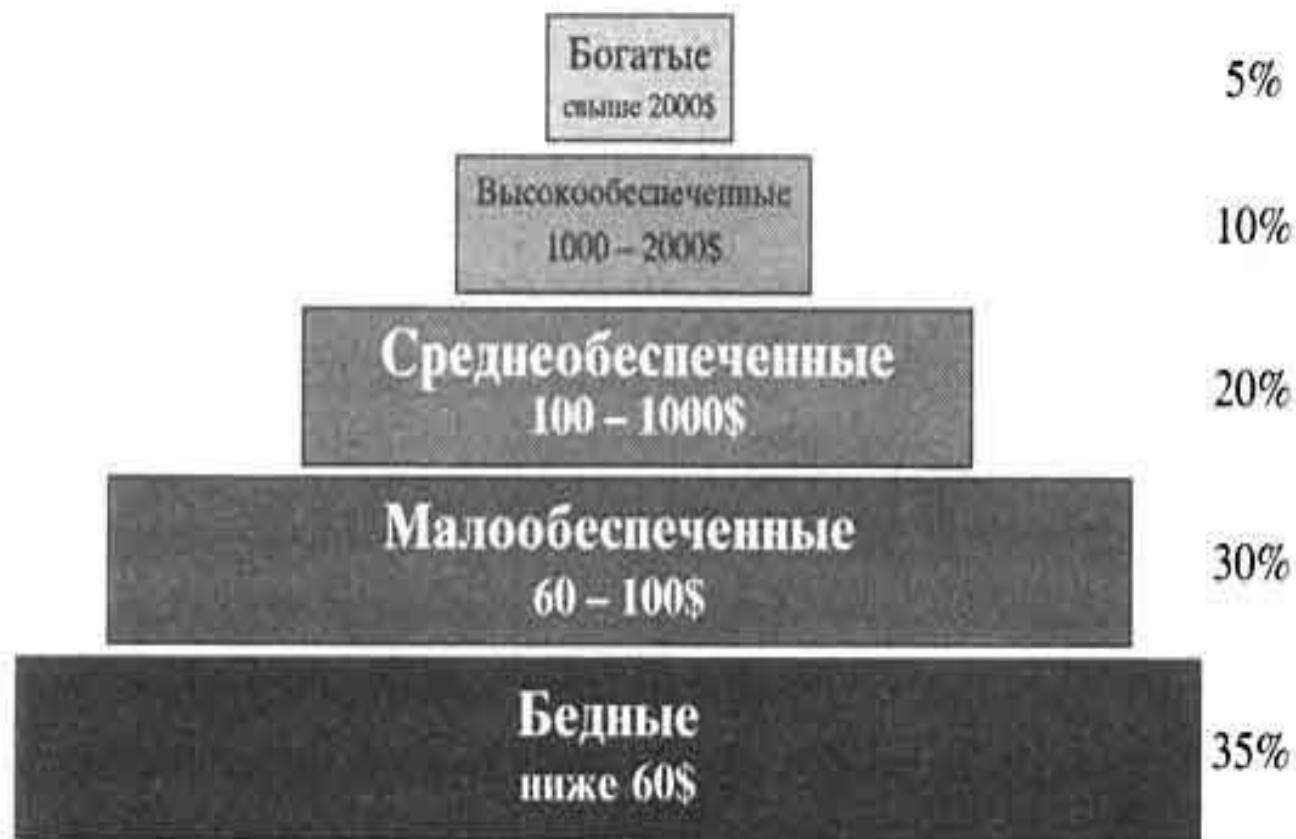 Богатые
свыше 2000$
5%
Высокообеспеченные
1000 – 2000$
10%
Среднеобеспеченные
100 – 1000$
20%
Малообеспеченные
60 – 100$
30%
Бедные
ниже 60$
35%